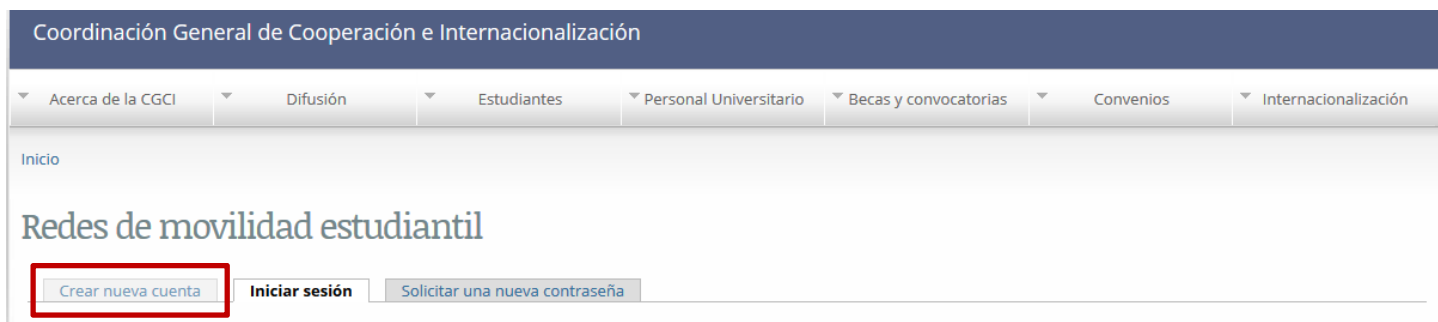 Coordinación General de Cooperación e Internacionalización
Acerca de la CGCI Difusión Estudiantes Personal Universitario Becas y convocatorias Convenios Internacionalización
Inicio
Redes de movilidad estudiantil
Crear nueva cuenta Iniciar sesión Solicitar una nueva contraseña